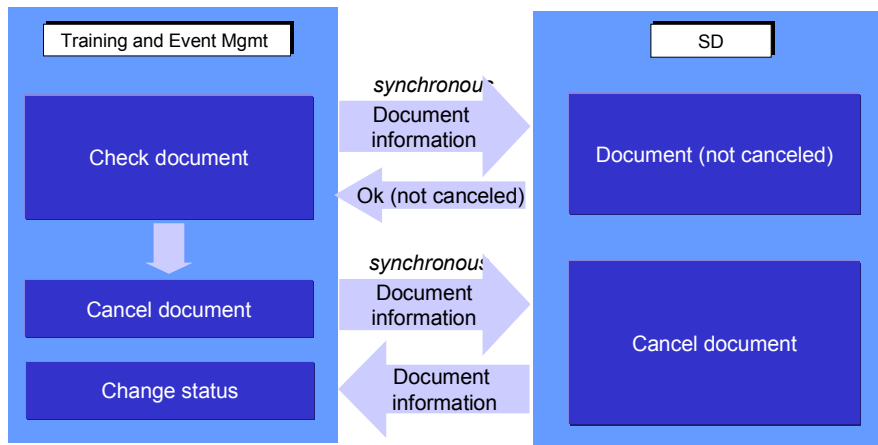 Training and Event Mgmt
SD
synchronous
Document
information
Check document
Document (not canceled)
Ok (not canceled)
synchronous
Document
information
Cancel document
Cancel document
Document
information
Change status